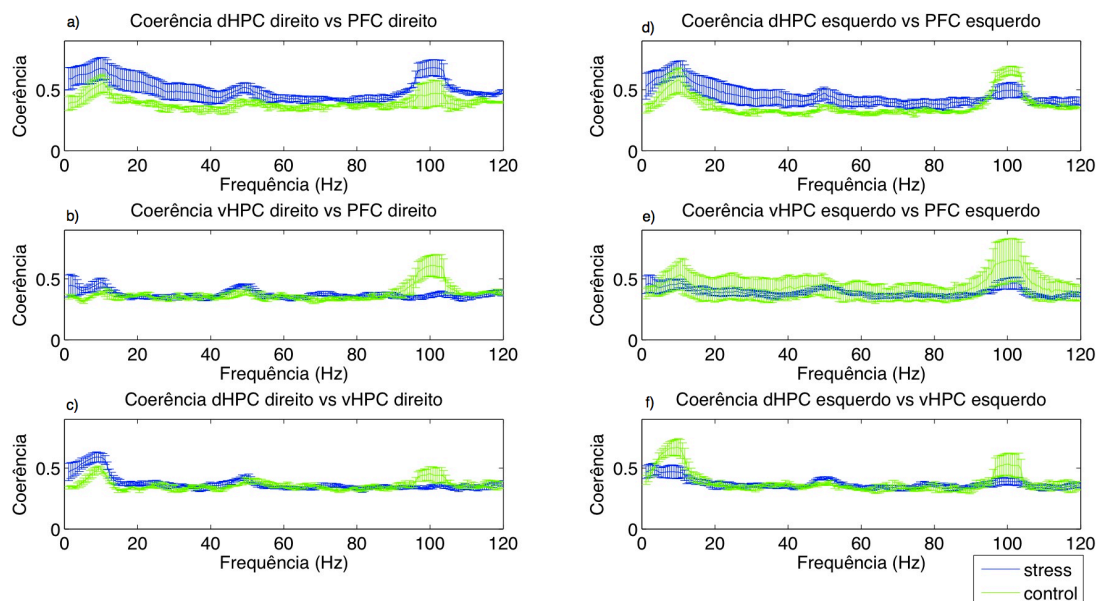 a) Coerência dHPC direito vs PFC direito
Coerência
0.5
0
0 20 40 60 80 100 120
Frequência (Hz)
b) Coerência vHPC direito vs PFC direito
Coerência
0.5
0
0 20 40 60 80 100 120
Frequência (Hz)
c) Coerência dHPC direito vs vHPC direito
Coerência
0.5
0
0 20 40 60 80 100 120
Frequência (Hz)
d) Coerência dHPC esquerdo vs PFC esquerdo
Coerência
0.5
0
0 20 40 60 80 100 120
Frequência (Hz)
e) Coerência vHPC esquerdo vs PFC esquerdo
Coerência
0.5
0
0 20 40 60 80 100 120
Frequência (Hz)
f) Coerência dHPC esquerdo vs vHPC esquerdo
Coerência
0.5
0
0 20 40 60 80 100 120
Frequência (Hz)
stress
control